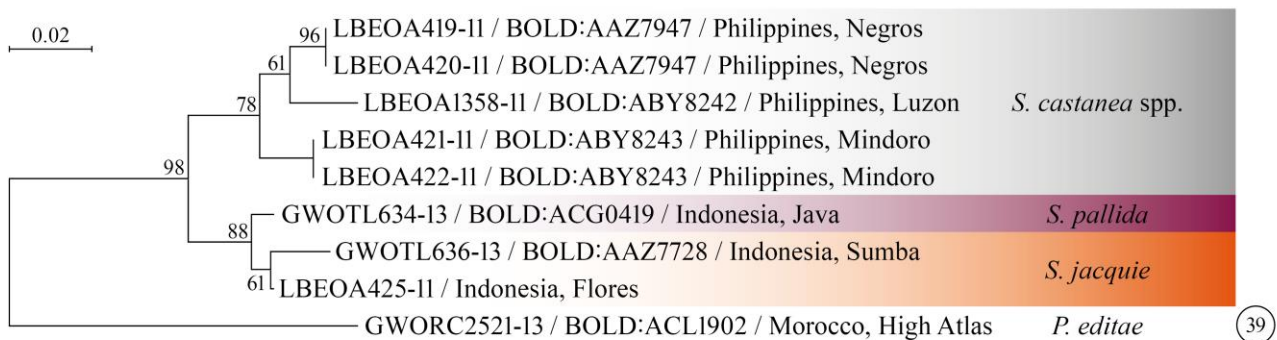 0.02
96
LBEOA419-11 / BOLD:AAZ7947 / Philippines, Negros
LBEOA420-11 / BOLD:AAZ7947 / Philippines, Negros
61
LBEOA1358-11 / BOLD:ABY8242 / Philippines, Luzon
S. castanea spp.
78
LBEOA421-11 / BOLD:ABY8243 / Philippines, Mindoro
LBEOA422-11 / BOLD:ABY8243 / Philippines, Mindoro
98
GWOTL634-13 / BOLD:ACG0419 / Indonesia, Java
S. pallida
88
GWOTL636-13 / BOLD:AAZ7728 / Indonesia, Sumba
S. jacquie
61
LBEOA425-11 / Indonesia, Flores
GWORC2521-13 / BOLD:ACL1902 / Morocco, High Atlas
P. editae
39